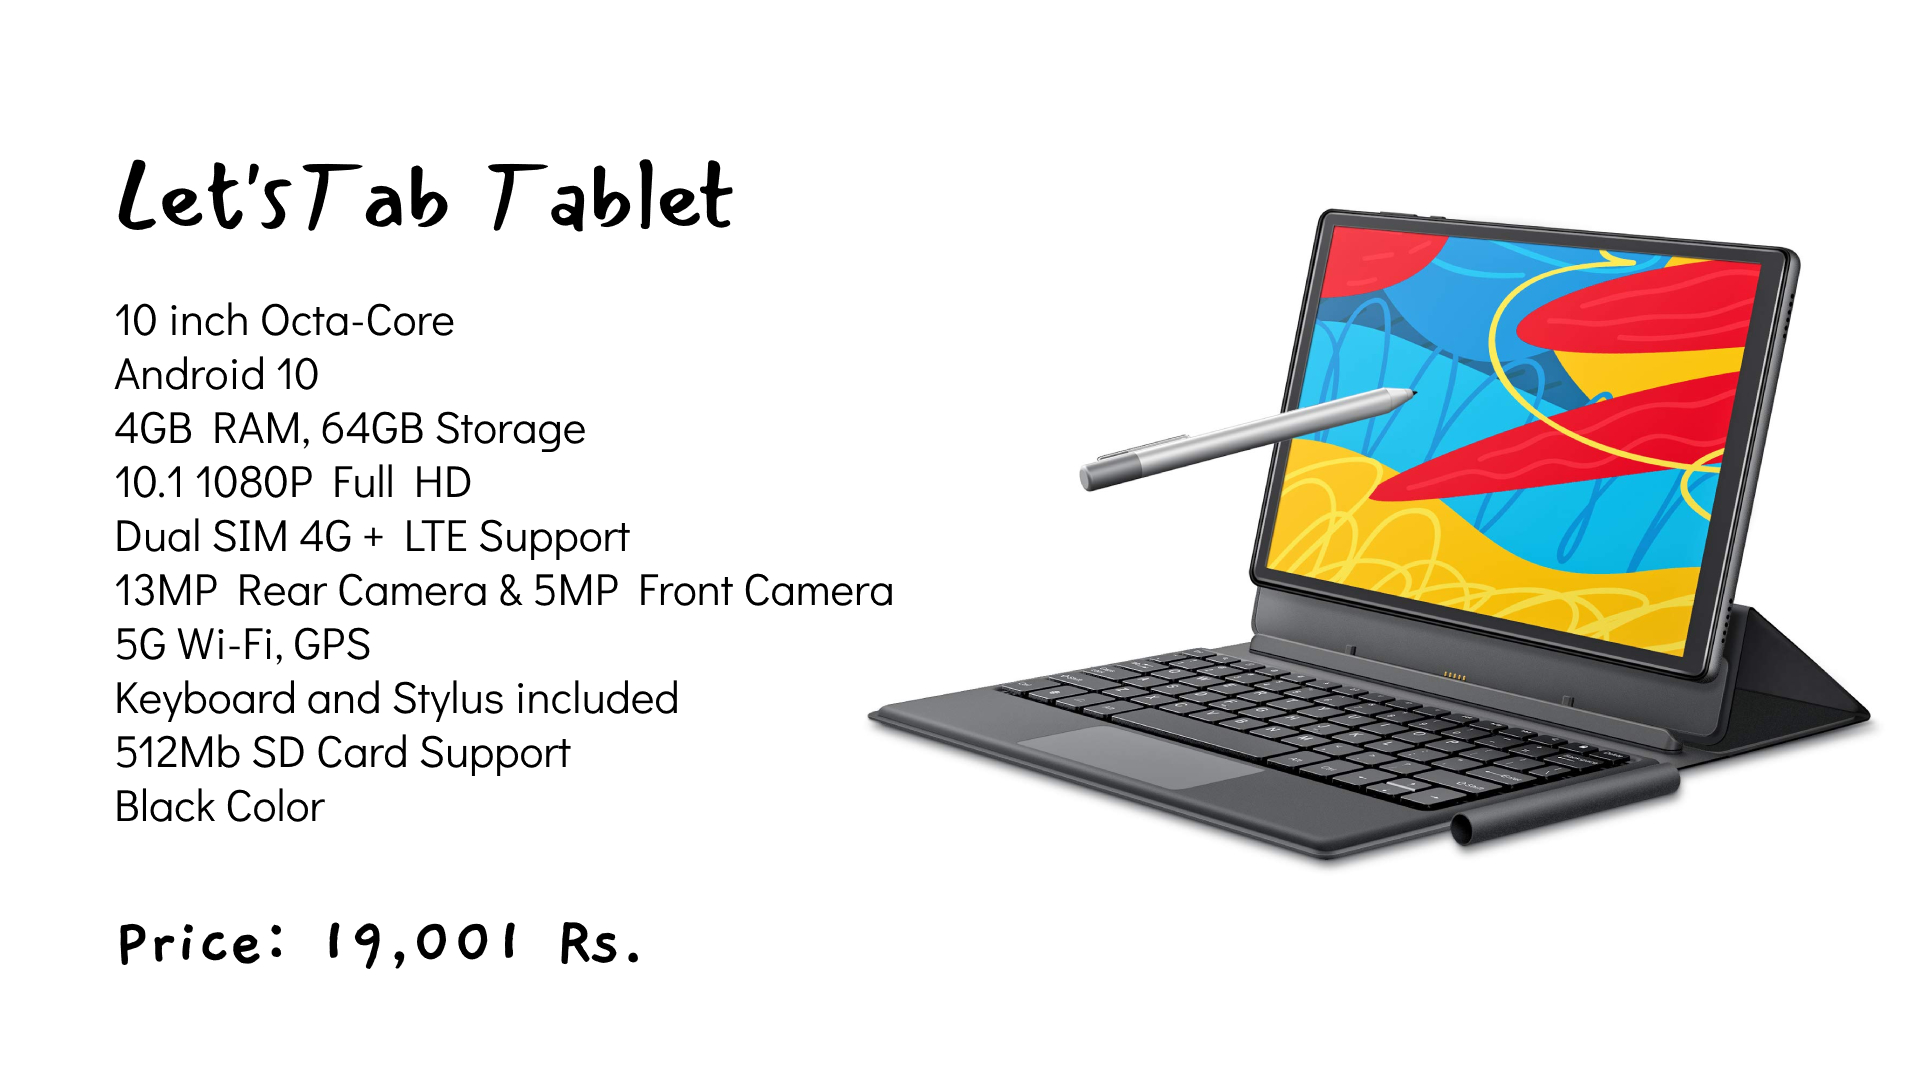 Let'sTab Tablet
10 inch Octa-Core
Android 10
4GB RAM, 64GB Storage
10.1 1080P Full HD
Dual SIM 4G + LTE Support
13MP Rear Camera & 5MP Front Camera
5G Wi-Fi, GPS
Keyboard and Stylus included
512Mb SD Card Support
Black Color
Price: 19,001 Rs.